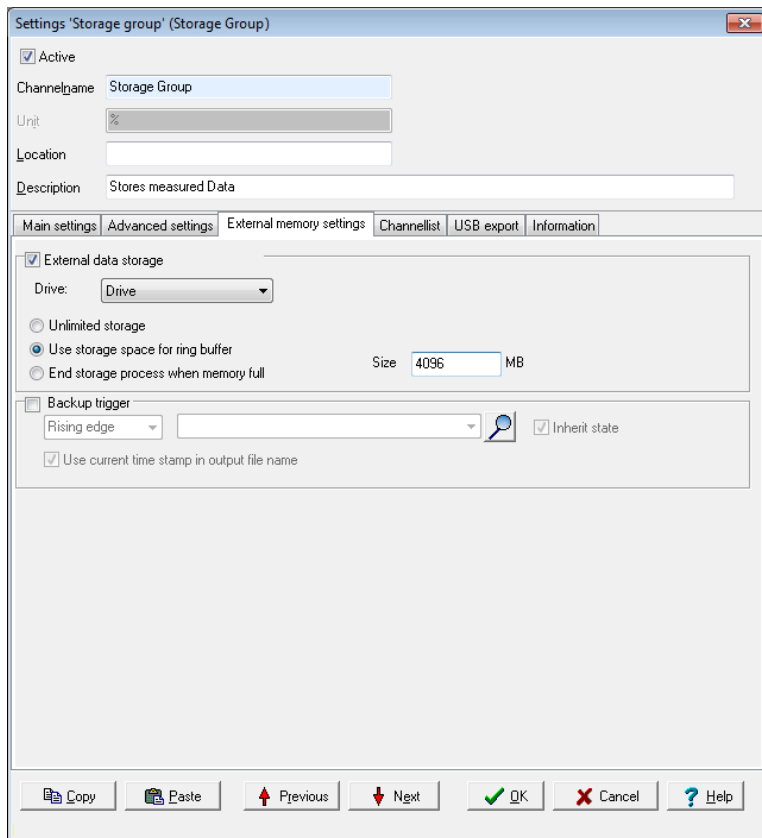 Settings 'Storage group' (Storage Group)
Active
Channelname Storage Group
Unit %
Location
Description Stores measured Data
Main settings Advanced settings External memory settings Channellist USB export Information
External data storage
Drive: Drive
Unlimited storage
Use storage space for ring buffer
Size 4096 MB
End storage process when memory full
Backup trigger
Rising edge Inherit state
Use current time stamp in output file name
Copy Paste Previous Next OK Cancel ? Help